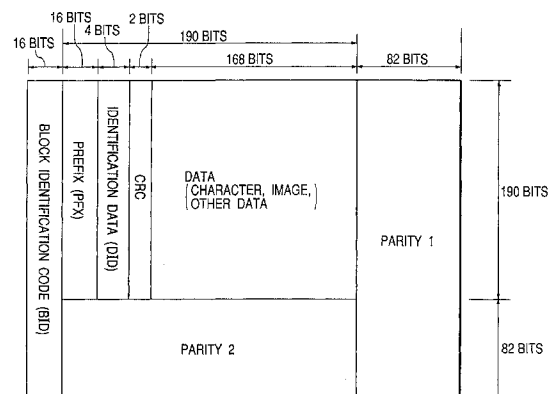 16 BITS
2 BITS
4 BITS
190 BITS
16 BITS
168 BITS
82 BITS
BLOCK IDENTIFICATION CODE (BID)
PREFIX (PFX)
IDENTIFICATION DATA (DID)
CRC
DATA
(CHARACTER, IMAGE,
OTHER DATA)
PARITY 1
190 BITS
PARITY 2
82 BITS